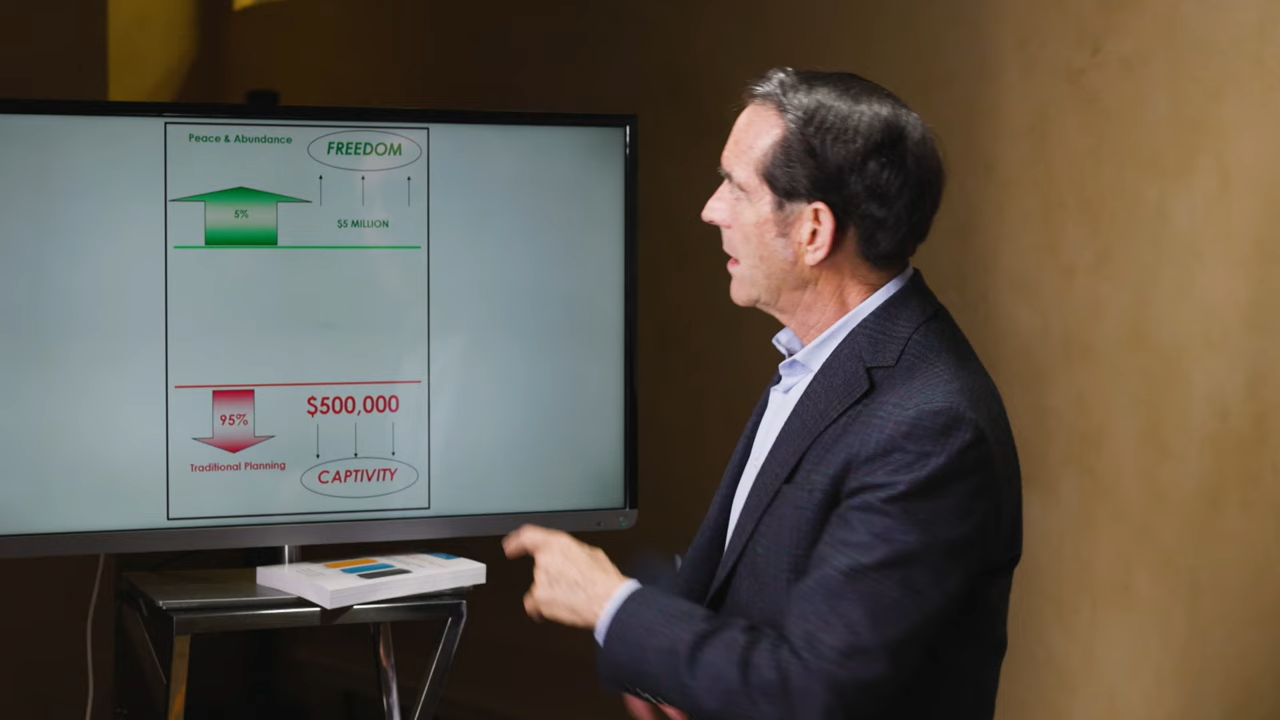 Peace & Abundance
FREEDOM
5%
$5 MILLION
95%
$500,000
Traditional Planning
CAPTIVITY